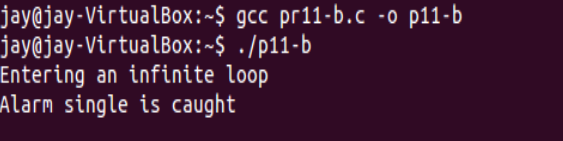 jay@jay-VirtualBox:~$ gcc pr11-b.c -o p11-b
jay@jay-VirtualBox:~$ ./p11-b
Entering an infinite loop
Alarm single is caught